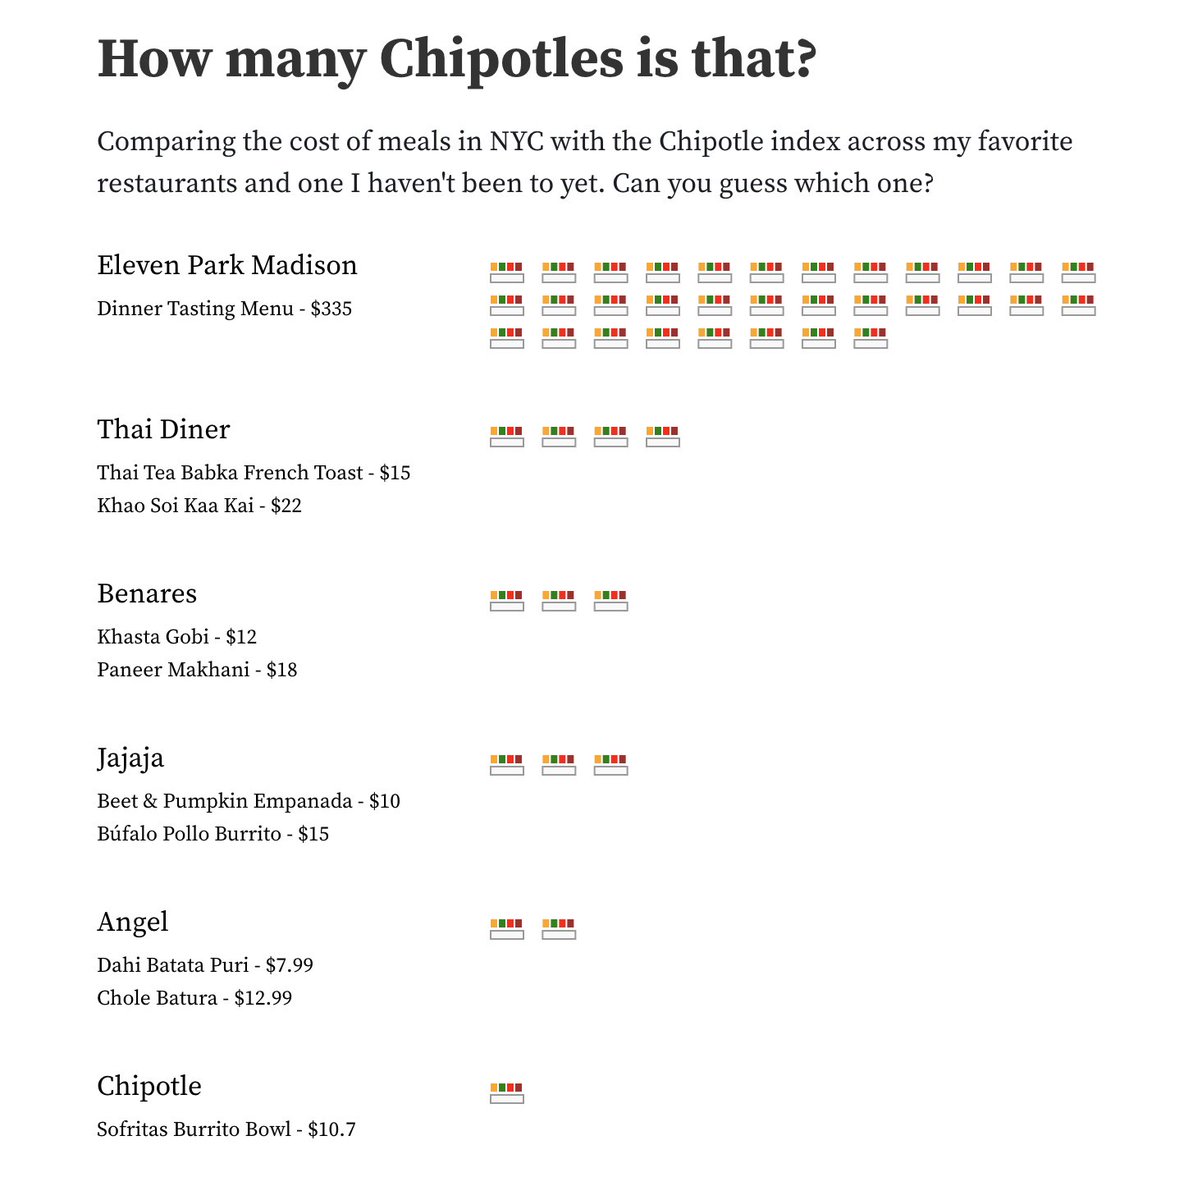 How many Chipotles is that?
Comparing the cost of meals in NYC with the Chipotle index across my favorite
restaurants and one I haven't been to yet. Can you guess which one?
Eleven Park Madison
Dinner Tasting Menu - $335
Thai Diner
Thai Tea Babka French Toast - $15
Khao Soi Kaa Kai - $22
Benares
Khasta Gobi - $12
Paneer Makhani - $18
Jajaja
Beet & Pumpkin Empanada - $10
Búfalo Pollo Burrito - $15
Angel
Dahi Batata Puri - $7.99
Chole Batura - $12.99
Chipotle
Sofritas Burrito Bowl - $10.7